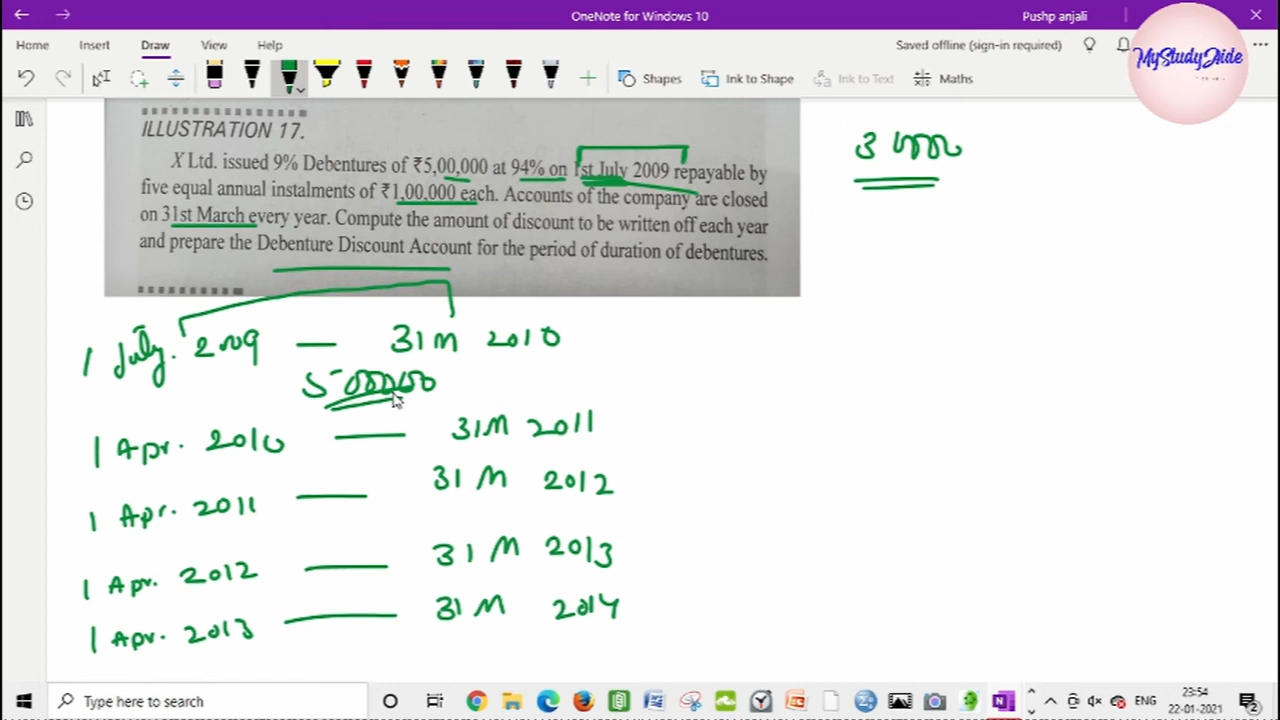 OneNote for Windows 10
Pushp anjali
Home Insert Draw View Help
Saved offline (sign-in required)
MyStudyAide
Shapes Ink to Shape Ink to Text Maths
ILLUSTRATION 17.
X Ltd. issued 9% Debentures of ₹5,00,000 at 94% on 1st July 2009 repayable by
five equal annual instalments of ₹1,00,000 each. Accounts of the company are closed
on 31st March every year. Compute the amount of discount to be written off each year
and prepare the Debenture Discount Account for the period of duration of debentures.
1 July. 2009 — 31 M 2010
1 Apr. 2010 — 31 M 2011
1 Apr. 2011 — 31 M 2012
1 Apr. 2012 — 31 M 2013
1 Apr. 2013 — 31 M 2014
Type here to search
ENG
23:54
22-01-2021
2